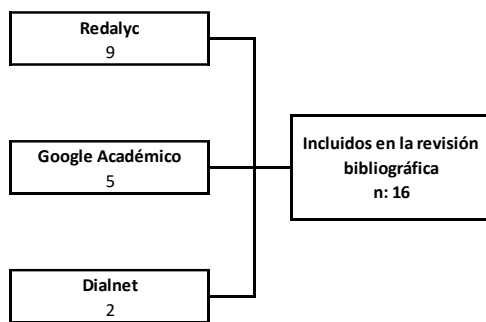 Redalyc
9
Google Académico
5
Incluidos en la revisión
bibliográfica
n: 16
Dialnet
2